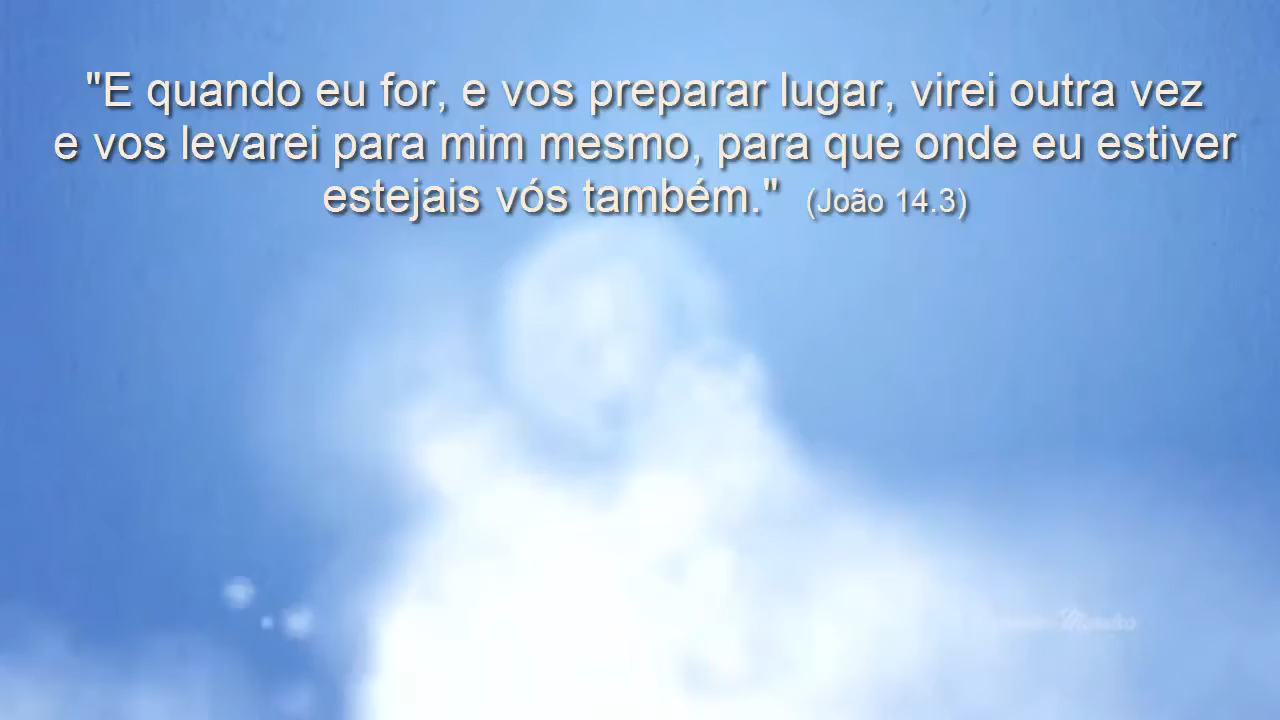 "E quando eu for, e vos preparar lugar, virei outra vez
e vos levarei para mim mesmo, para que onde eu estiver
estejais vós também." (João 14.3)
Mendes